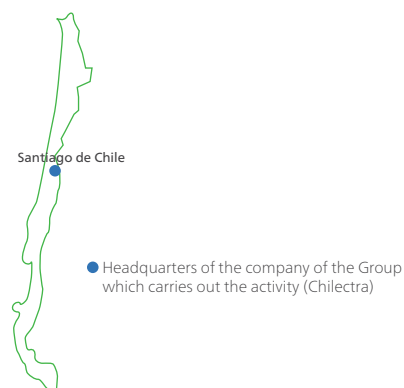 Santiago de Chile
Headquarters of the company of the Group
which carries out the activity (Chilectra)